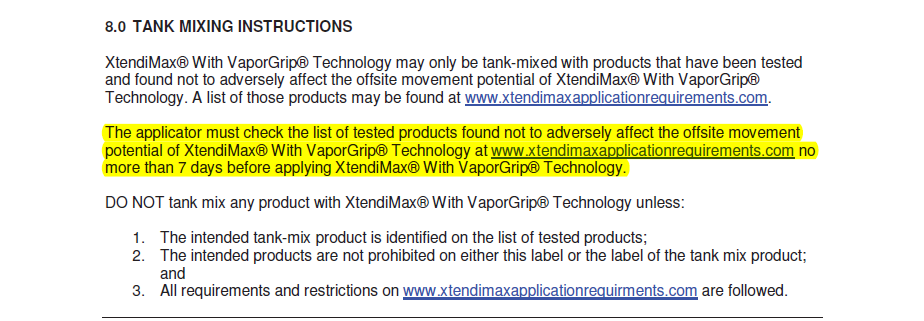 8.0 TANK MIXING INSTRUCTIONS
XtendiMax® With VaporGrip® Technology may only be tank-mixed with products that have been tested
and found not to adversely affect the offsite movement potential of XtendiMax® With VaporGrip®
Technology. A list of those products may be found at www.xtendimaxapplicationrequirements.com.
The applicator must check the list of tested products found not to adversely affect the offsite movement
potential of XtendiMax® With VaporGrip® Technology at www.xtendimaxapplicationrequirements.com no
more than 7 days before applying XtendiMax® With VaporGrip® Technology.
DO NOT tank mix any product with XtendiMax® With VaporGrip® Technology unless:
1. The intended tank-mix product is identified on the list of tested products;
2. The intended products are not prohibited on either this label or the label of the tank mix product;
and
3. All requirements and restrictions on www.xtendimaxapplicationrequirments.com are followed.